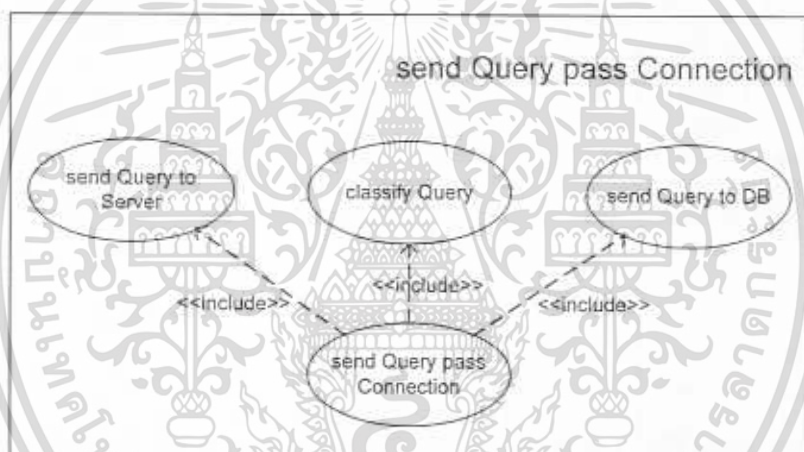 send Query pass Connection
send Query to
Server
classify Query
send Query to DB
<<include>>
<<include>>
<<include>>
send Query pass
Connection